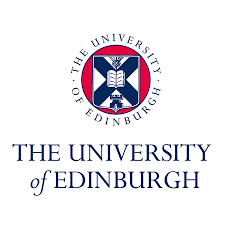 · THE UNIVERSITY ·
OF EDINBURGH
THE UNIVERSITY
of EDINBURGH